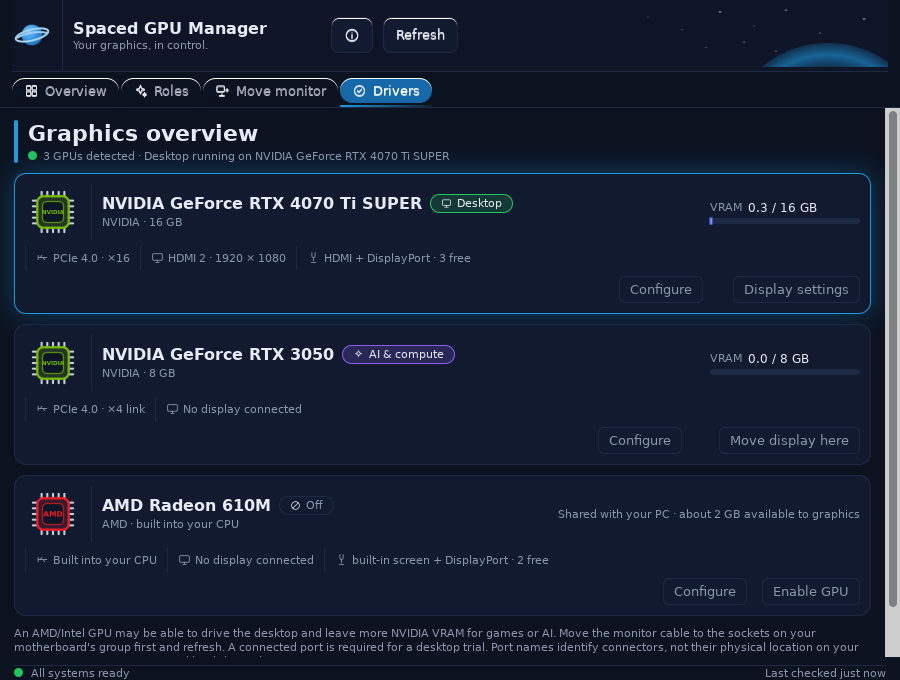 Spaced GPU Manager
Your graphics, in control.
Refresh
Overview
Roles
Move monitor
Drivers
Graphics overview
3 GPUs detected · Desktop running on NVIDIA GeForce RTX 4070 Ti SUPER
NVIDIA
NVIDIA GeForce RTX 4070 Ti SUPER
Desktop
NVIDIA · 16 GB
VRAM 0.3 / 16 GB
PCIe 4.0 · ×16
HDMI 2 · 1920 × 1080
HDMI + DisplayPort · 3 free
Configure
Display settings
NVIDIA
NVIDIA GeForce RTX 3050
AI & compute
NVIDIA · 8 GB
VRAM 0.0 / 8 GB
PCIe 4.0 · ×4 link
No display connected
Configure
Move display here
AMD
AMD Radeon 610M
Off
AMD · built into your CPU
Shared with your PC · about 2 GB available to graphics
Built into your CPU
No display connected
built-in screen + DisplayPort · 2 free
Configure
Enable GPU
An AMD/Intel GPU may be able to drive the desktop and leave more NVIDIA VRAM for games or AI. Move the monitor cable to the sockets on your
motherboard's group first and refresh. A connected port is required for a desktop trial. Port names identify connectors, not their physical location on your
All systems ready
Last checked just now